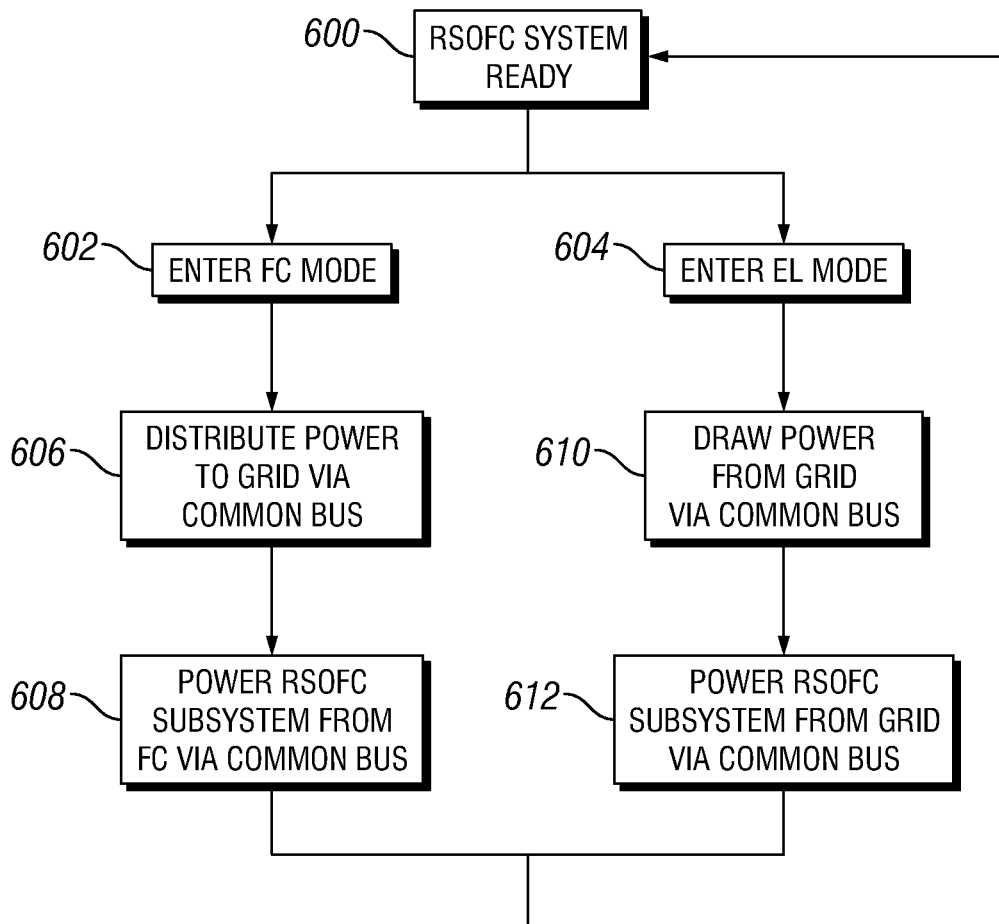 600
RSOFC SYSTEM
READY
602
ENTER FC MODE
604
ENTER EL MODE
606
DISTRIBUTE POWER
TO GRID VIA
COMMON BUS
610
DRAW POWER
FROM GRID
VIA COMMON BUS
608
POWER RSOFC
SUBSYSTEM FROM
FC VIA COMMON BUS
612
POWER RSOFC
SUBSYSTEM FROM GRID
VIA COMMON BUS